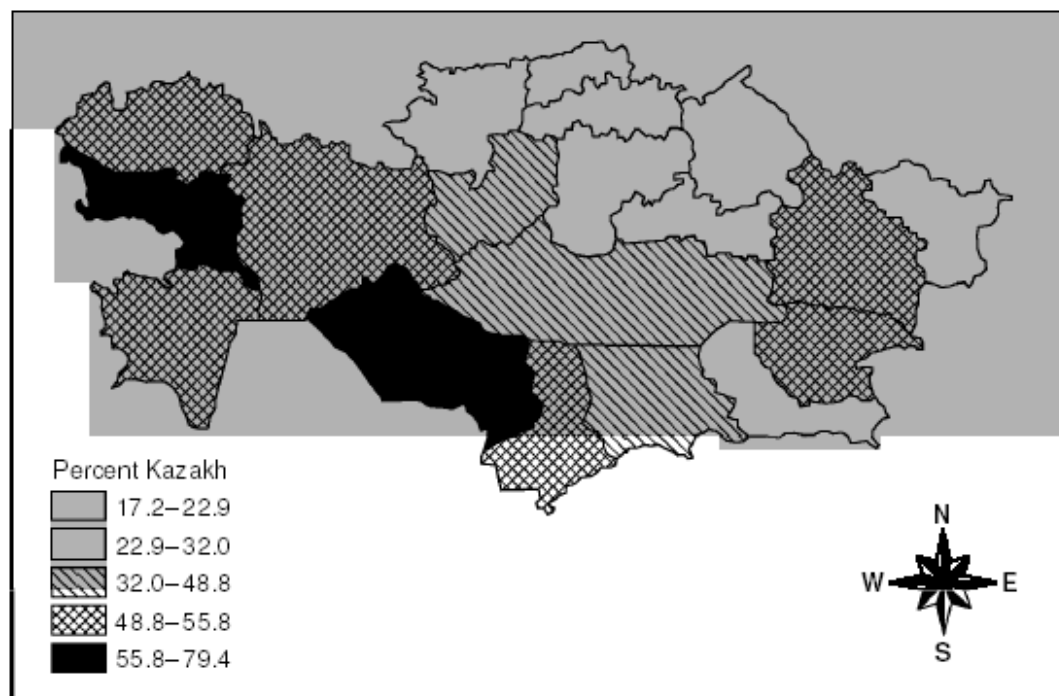 Percent Kazakh
17.2–22.9
22.9–32.0
32.0–48.8
48.8–55.8
55.8–79.4
N
W E
S